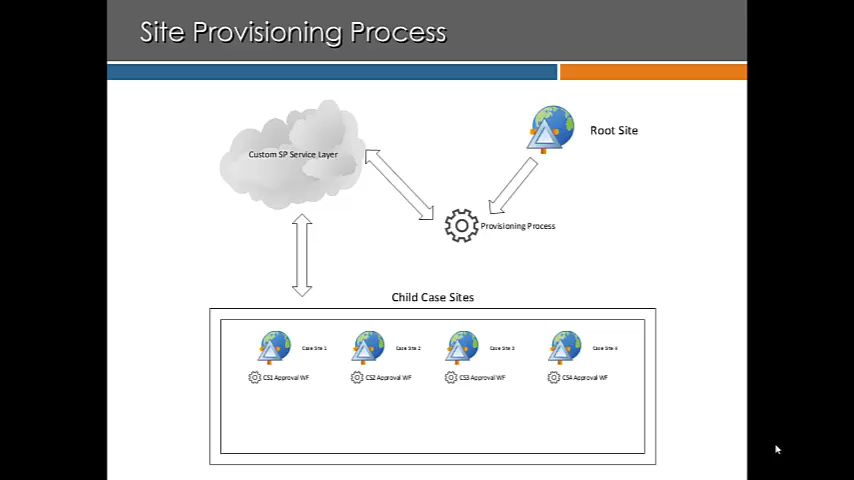 Site Provisioning Process
Custom SP Service Layer
Root Site
Provisioning Process
Child Case Sites
Case Site 1
Case Site 2
Case Site 3
Case Site 4
CS1 Approval WF
CS2 Approval WF
CS3 Approval WF
CS4 Approval WF